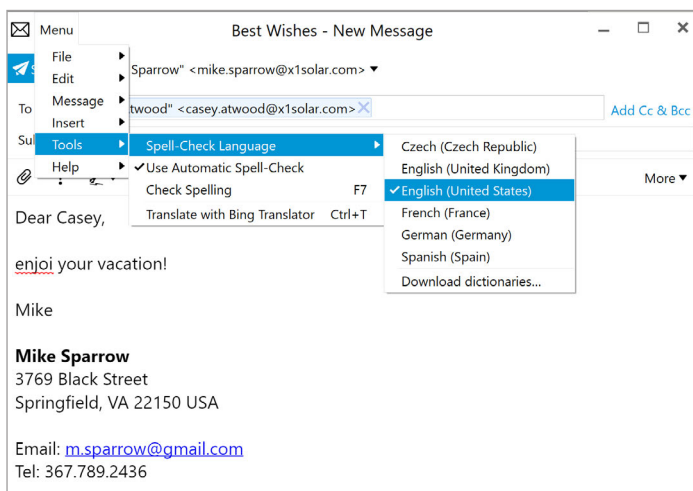 Menu
Best Wishes - New Message
File
Edit
Message
Insert
Tools
Help
Sparrow" <mike.sparrow@x1solar.com>
To
twood" <casey.atwood@x1solar.com>
Add Cc & Bcc
Spell-Check Language
Use Automatic Spell-Check
Check Spelling F7
Translate with Bing Translator Ctrl+T
Czech (Czech Republic)
English (United Kingdom)
English (United States)
French (France)
German (Germany)
Spanish (Spain)
Download dictionaries...
More
Dear Casey,
enjoi your vacation!
Mike
Mike Sparrow
3769 Black Street
Springfield, VA 22150 USA
Email: m.sparrow@gmail.com
Tel: 367.789.2436